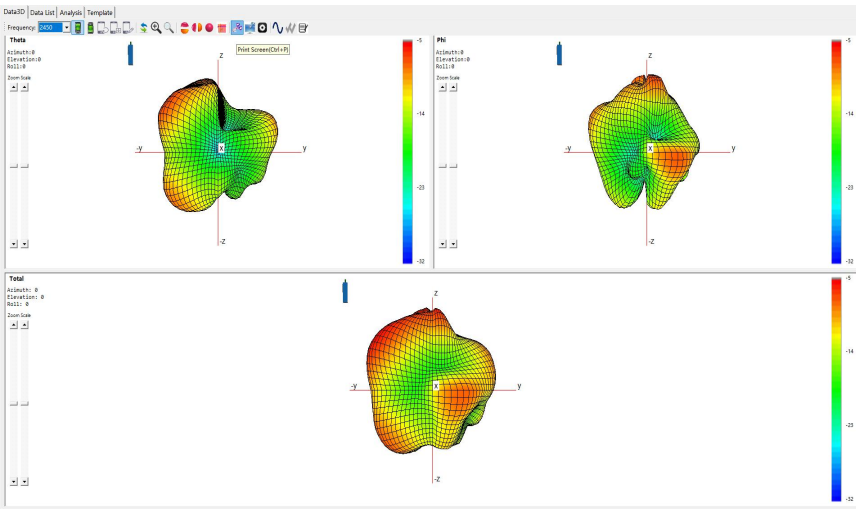 Data3D Data List Analysis Template
Frequency: 2450
Print Screen(Ctrl+P)
Theta
Azimuth:0
Elevation:0
Roll:0
Zoom Scale
z
-y
X
y
-z
-5
-14
-23
-32
Phi
Azimuth:0
Elevation:0
Roll:0
Zoom Scale
z
-y
X
y
-z
-5
-14
-23
-32
Total
Azimuth: 0
Elevation: 0
Roll: 0
Zoom Scale
z
-y
X
y
-z
-5
-14
-23
-32